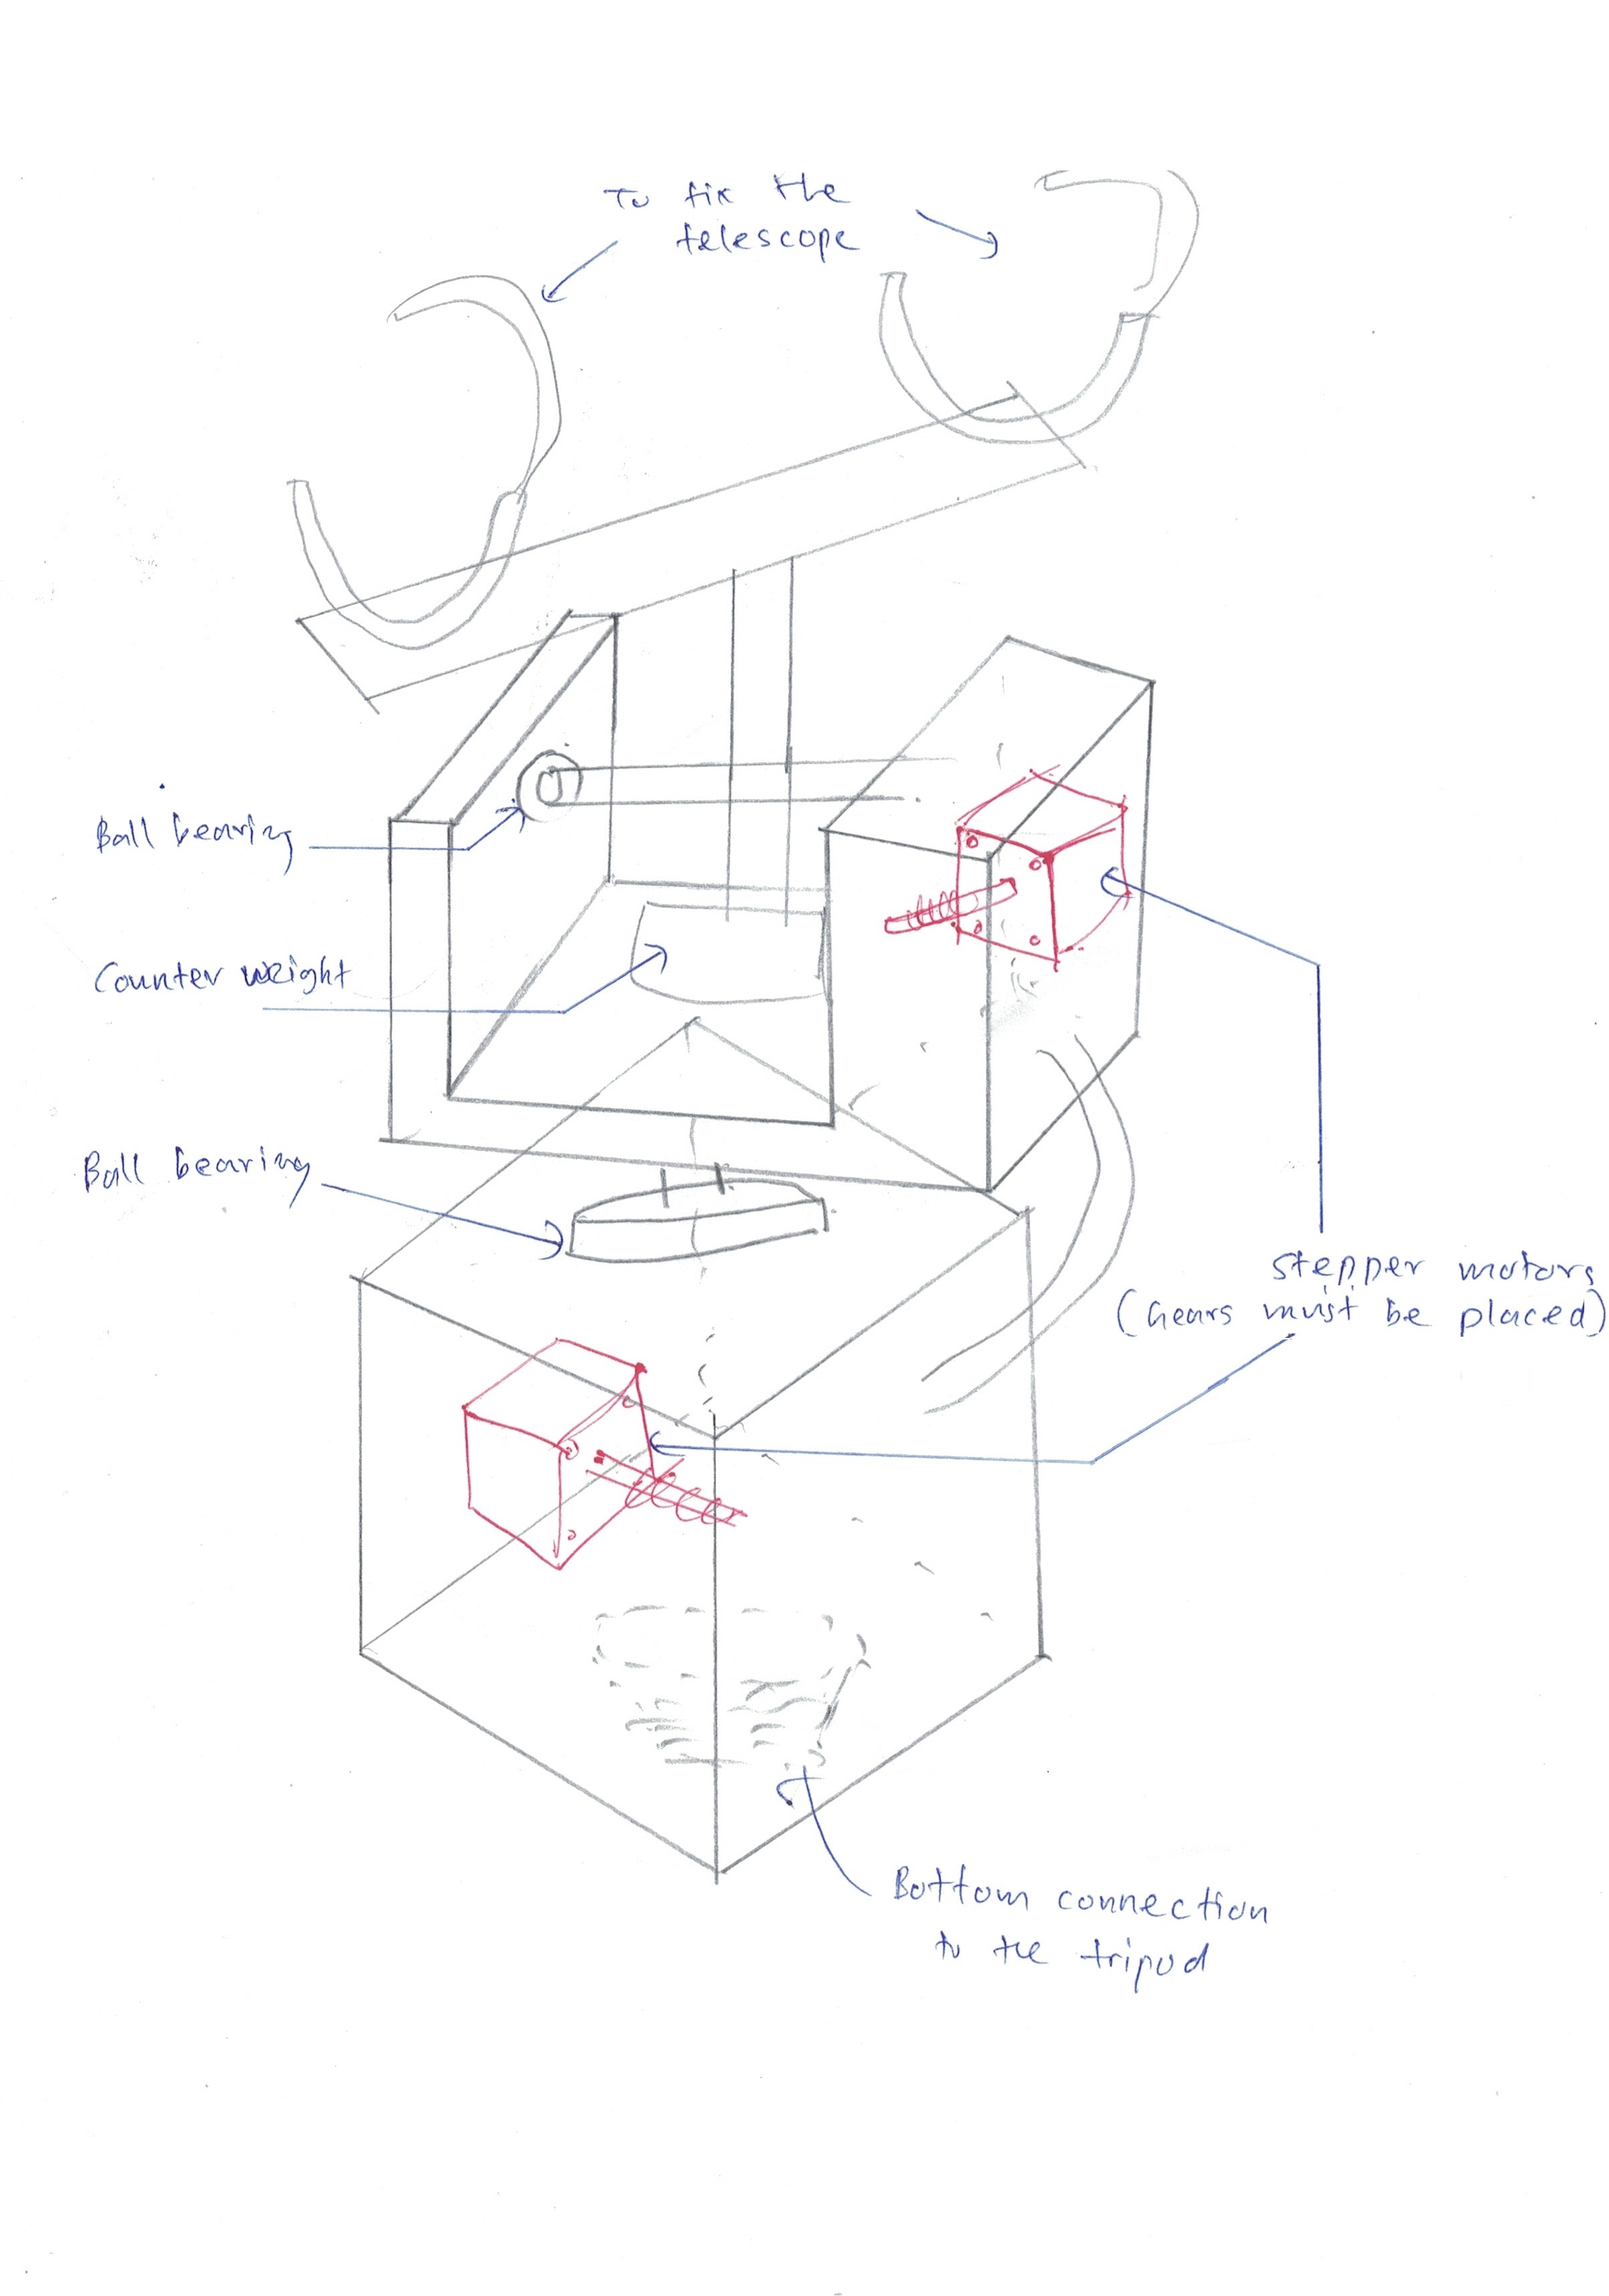 To fix the
telescope
Ball bearing
Counter weight
Ball bearing
stepper motors
(Gears must be placed)
Bottom connection
to the tripod